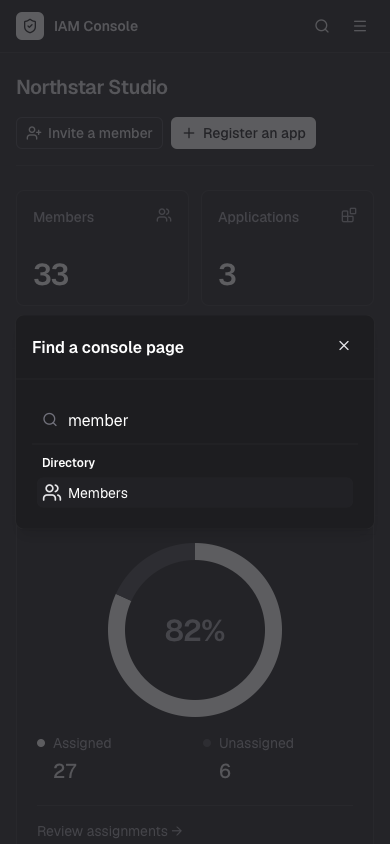 IAM Console
Northstar Studio
Invite a member
Register an app
Members
Applications
33
3
Find a console page
member
Directory
Members
82%
Assigned
Unassigned
27
6
Review assignments →